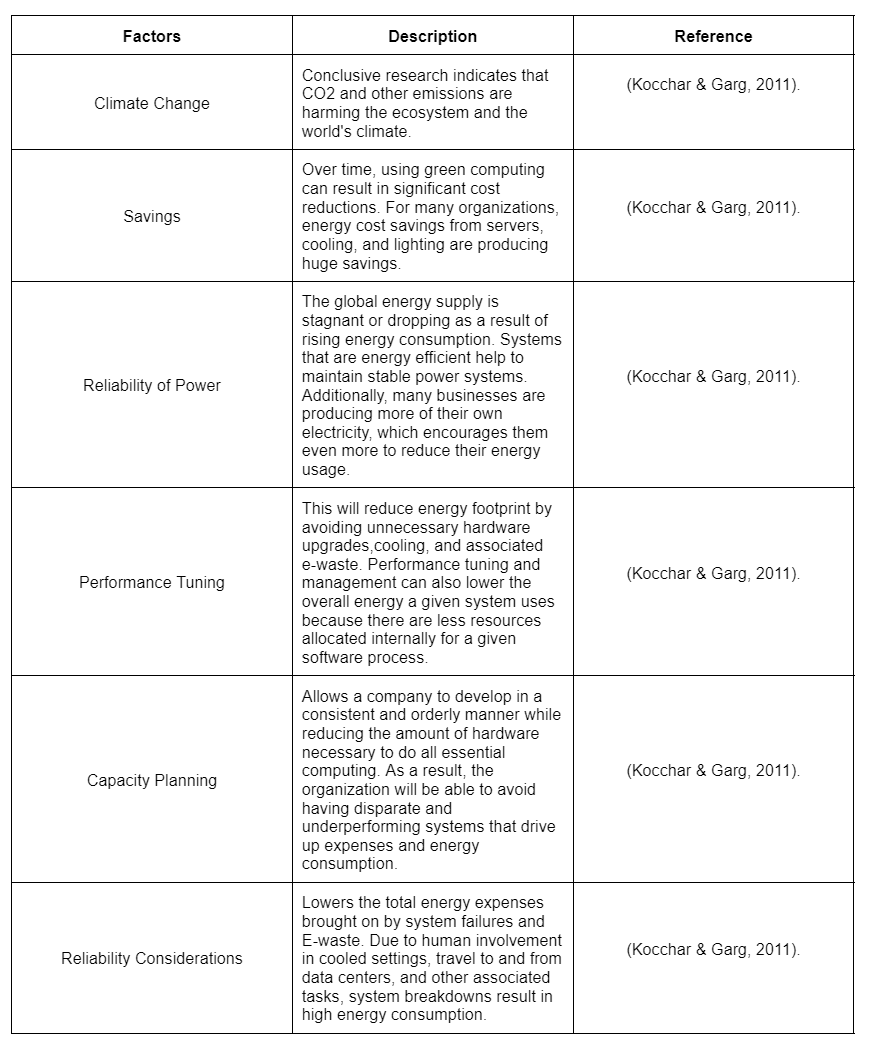 Factors Description Reference
Climate Change
Conclusive research indicates that
CO2 and other emissions are
harming the ecosystem and the
world's climate.
(Kocchar & Garg, 2011).
Savings
Over time, using green computing
can result in significant cost
reductions. For many organizations,
energy cost savings from servers,
cooling, and lighting are producing
huge savings.
(Kocchar & Garg, 2011).
Reliability of Power
The global energy supply is
stagnant or dropping as a result of
rising energy consumption. Systems
that are energy efficient help to
maintain stable power systems.
Additionally, many businesses are
producing more of their own
electricity, which encourages them
even more to reduce their energy
usage.
(Kocchar & Garg, 2011).
Performance Tuning
This will reduce energy footprint by
avoiding unnecessary hardware
upgrades,cooling, and associated
e-waste. Performance tuning and
management can also lower the
overall energy a given system uses
because there are less resources
allocated internally for a given
software process.
(Kocchar & Garg, 2011).
Capacity Planning
Allows a company to develop in a
consistent and orderly manner while
reducing the amount of hardware
necessary to do all essential
computing. As a result, the
organization will be able to avoid
having disparate and
underperforming systems that drive
up expenses and energy
consumption.
(Kocchar & Garg, 2011).
Reliability Considerations
Lowers the total energy expenses
brought on by system failures and
E-waste. Due to human involvement
in cooled settings, travel to and from
data centers, and other associated
tasks, system breakdowns result in
high energy consumption.
(Kocchar & Garg, 2011).